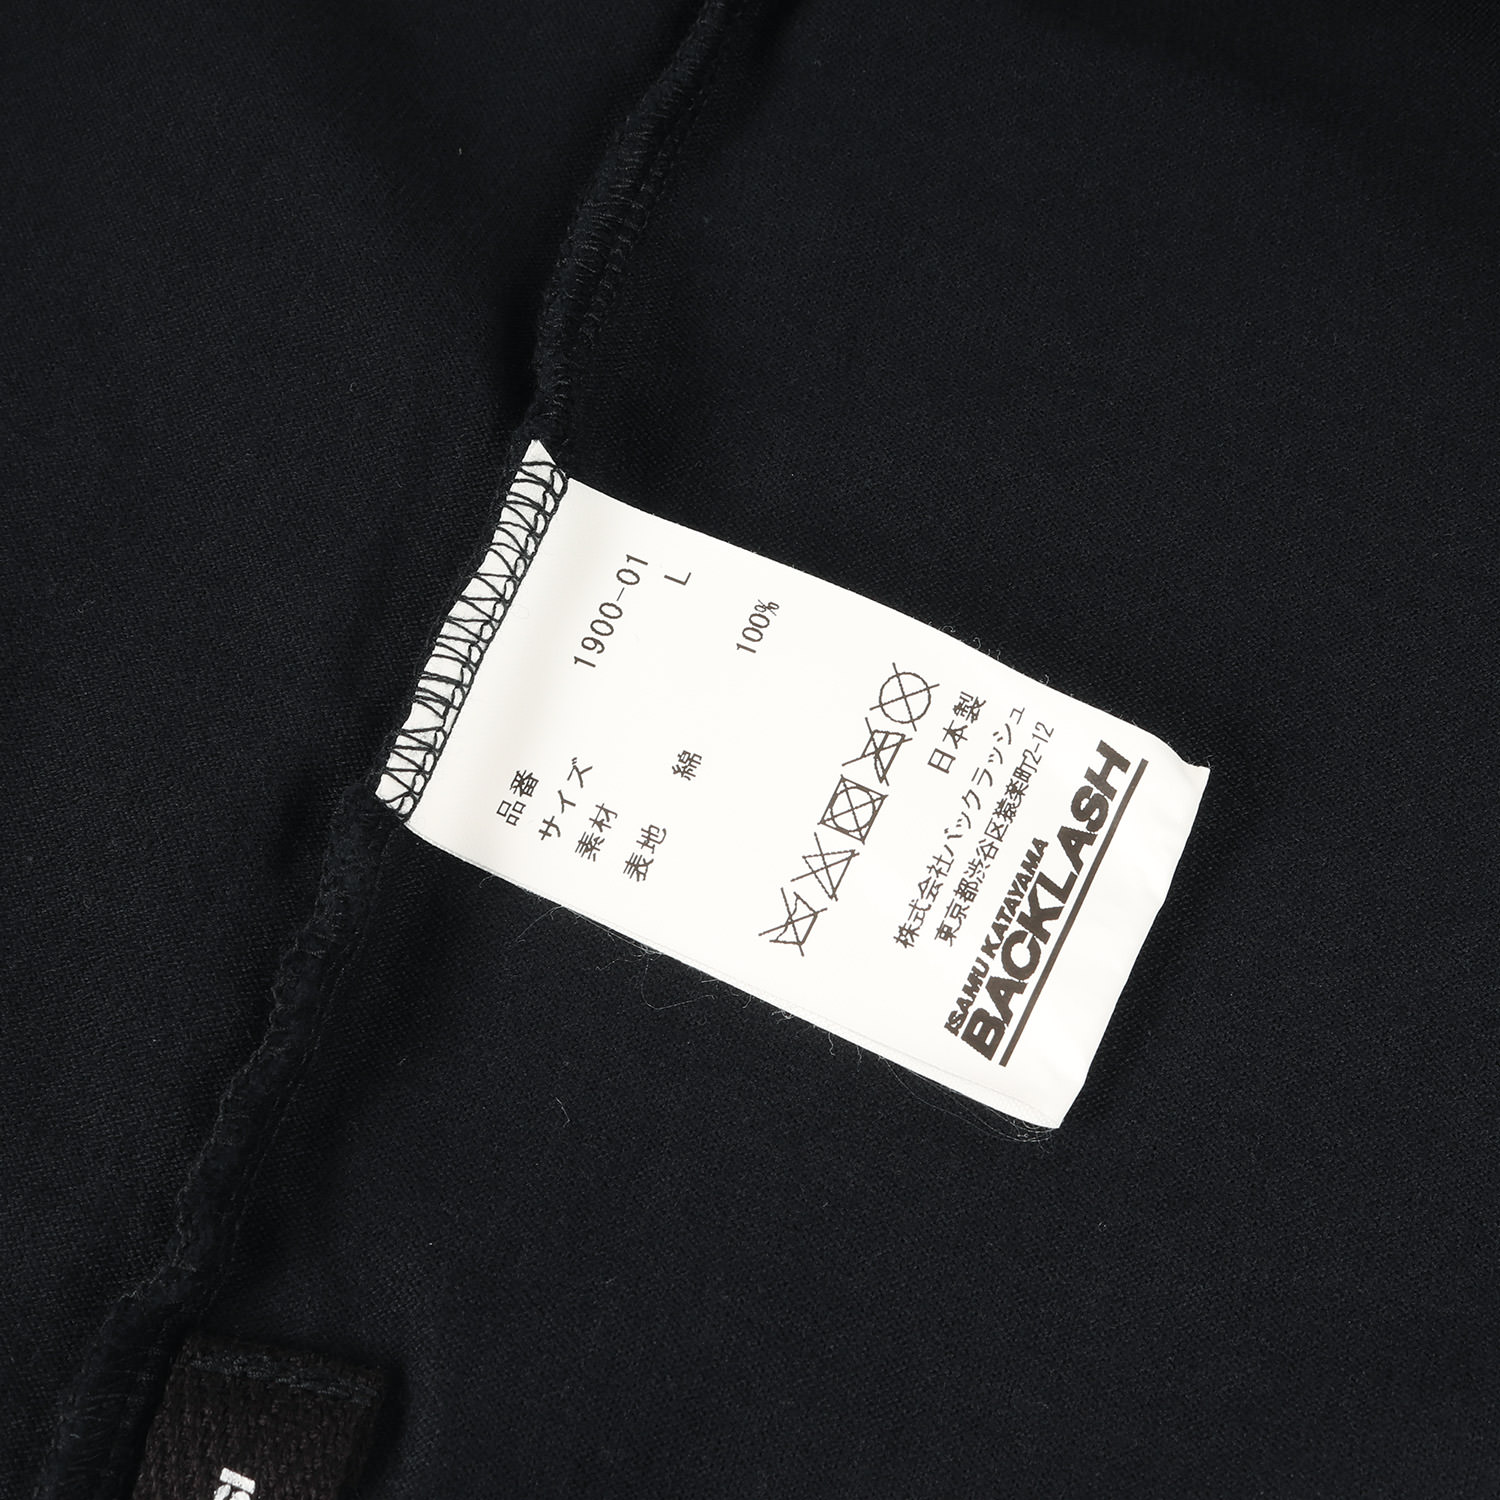 品番 1900-01
サイズ L
素材
表地 綿 100%
日本製
株式会社バックラッシュ
東京都渋谷区猿楽町2-12
ISAMU KATAYAMA
BACKLASH